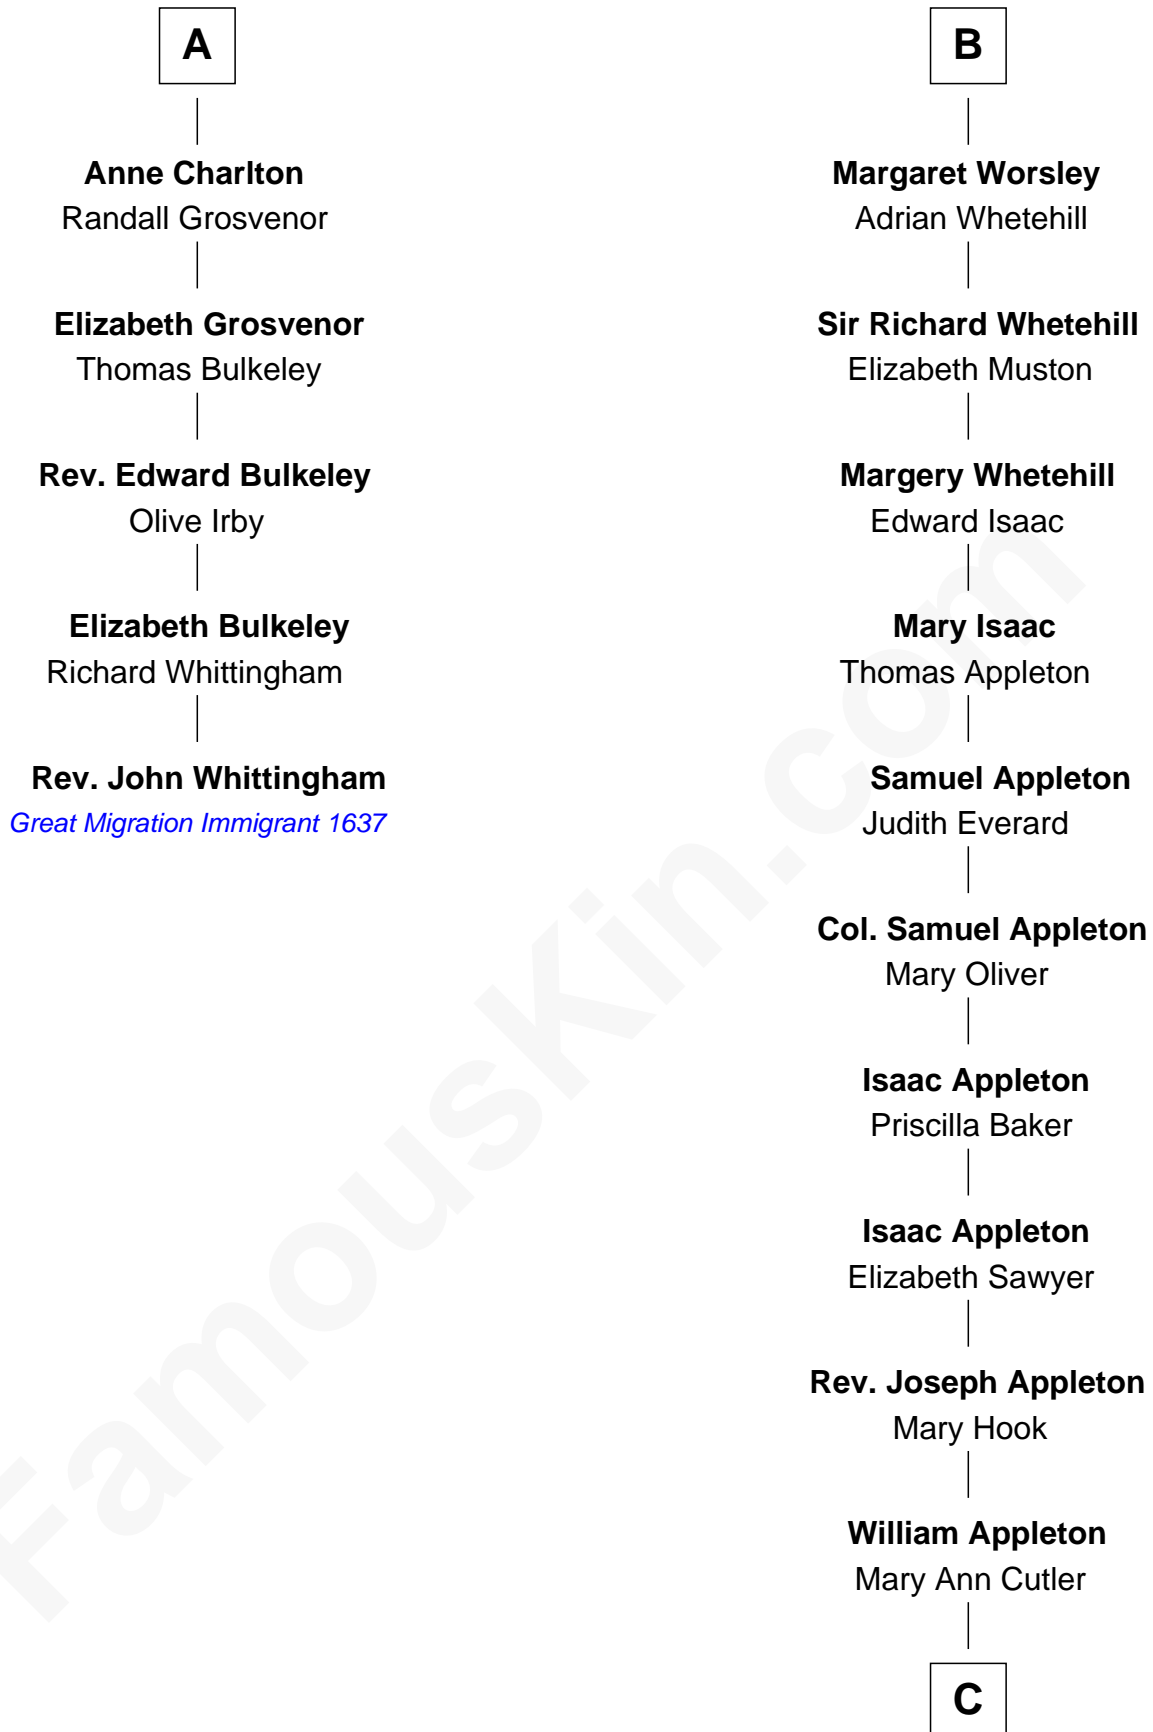 A
Anne Charlton
Randall Grosvenor
Elizabeth Grosvenor
Thomas Bulkeley
Rev. Edward Bulkeley
Olive Irby
Elizabeth Bulkeley
Richard Whittingham
Rev. John Whittingham
Great Migration Immigrant 1637
B
Margaret Worsley
Adrian Whetehill
Sir Richard Whetehill
Elizabeth Muston
Margery Whetehill
Edward Isaac
Mary Isaac
Thomas Appleton
Samuel Appleton
Judith Everard
Col. Samuel Appleton
Mary Oliver
Isaac Appleton
Priscilla Baker
Isaac Appleton
Elizabeth Sawyer
Rev. Joseph Appleton
Mary Hook
William Appleton
Mary Ann Cutler
C
FamousKin.com